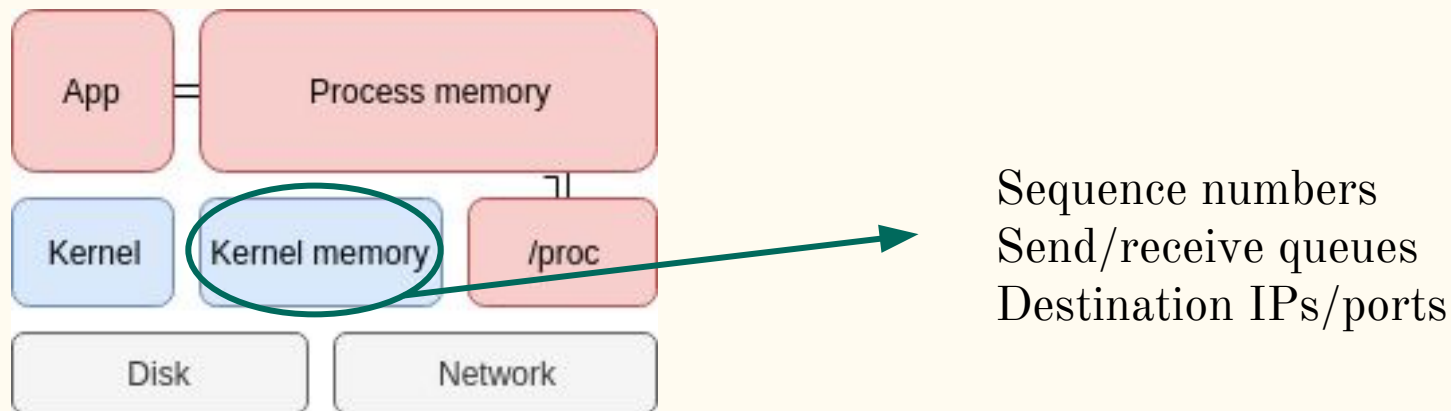 App
Process memory
Kernel
Kernel memory
/proc
Disk
Network
Sequence numbers
Send/receive queues
Destination IPs/ports